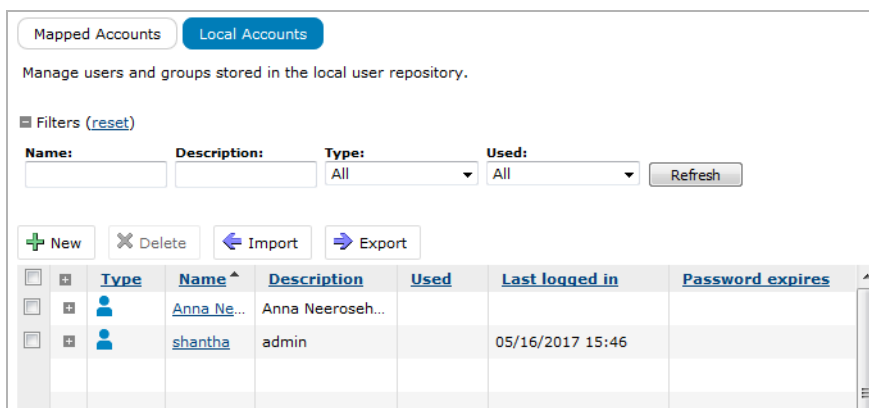 Mapped Accounts Local Accounts
Manage users and groups stored in the local user repository.
Filters (reset)
Name: Description: Type: Used:
All All Refresh
New Delete Import Export
Type Name Description Used Last logged in Password expires
Anna Ne... Anna Neeroseh...
shantha admin 05/16/2017 15:46